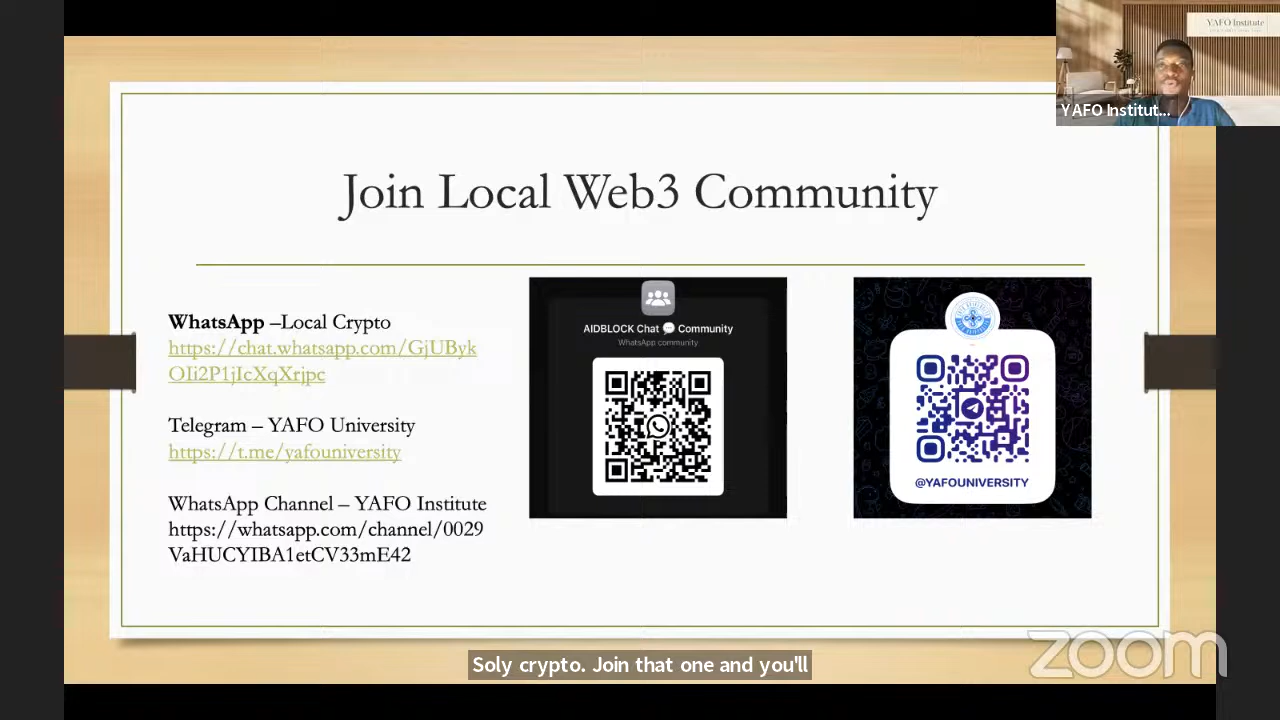 YAFO Institute
YAFO Institut...
Join Local Web3 Community
WhatsApp –Local Crypto
https://chat.whatsapp.com/GjUByk
OIi2P1jIcXqXrjpc
Telegram – YAFO University
https://t.me/yafouniversity
WhatsApp Channel – YAFO Institute
https://whatsapp.com/channel/0029
VaHUCYIBA1etCV33mE42
AIDBLOCK Chat 💬 Community
WhatsApp community
@YAFOUNIVERSITY
Soly crypto. Join that one and you'll
zoom